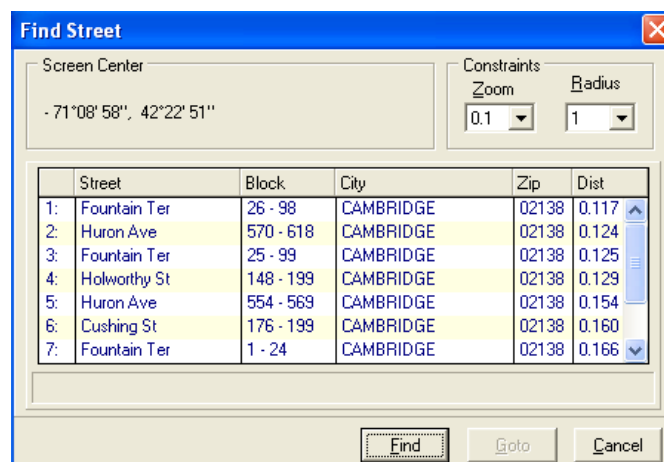 Find Street
Screen Center
Constraints
Zoom Radius
- 71°08' 58", 42°22' 51"
0.1 1
Street Block City Zip Dist
1: Fountain Ter 26 - 98 CAMBRIDGE 02138 0.117
2: Huron Ave 570 - 618 CAMBRIDGE 02138 0.124
3: Fountain Ter 25 - 99 CAMBRIDGE 02138 0.125
4: Holworthy St 148 - 199 CAMBRIDGE 02138 0.129
5: Huron Ave 554 - 569 CAMBRIDGE 02138 0.154
6: Cushing St 176 - 199 CAMBRIDGE 02138 0.160
7: Fountain Ter 1 - 24 CAMBRIDGE 02138 0.166
Find Goto Cancel